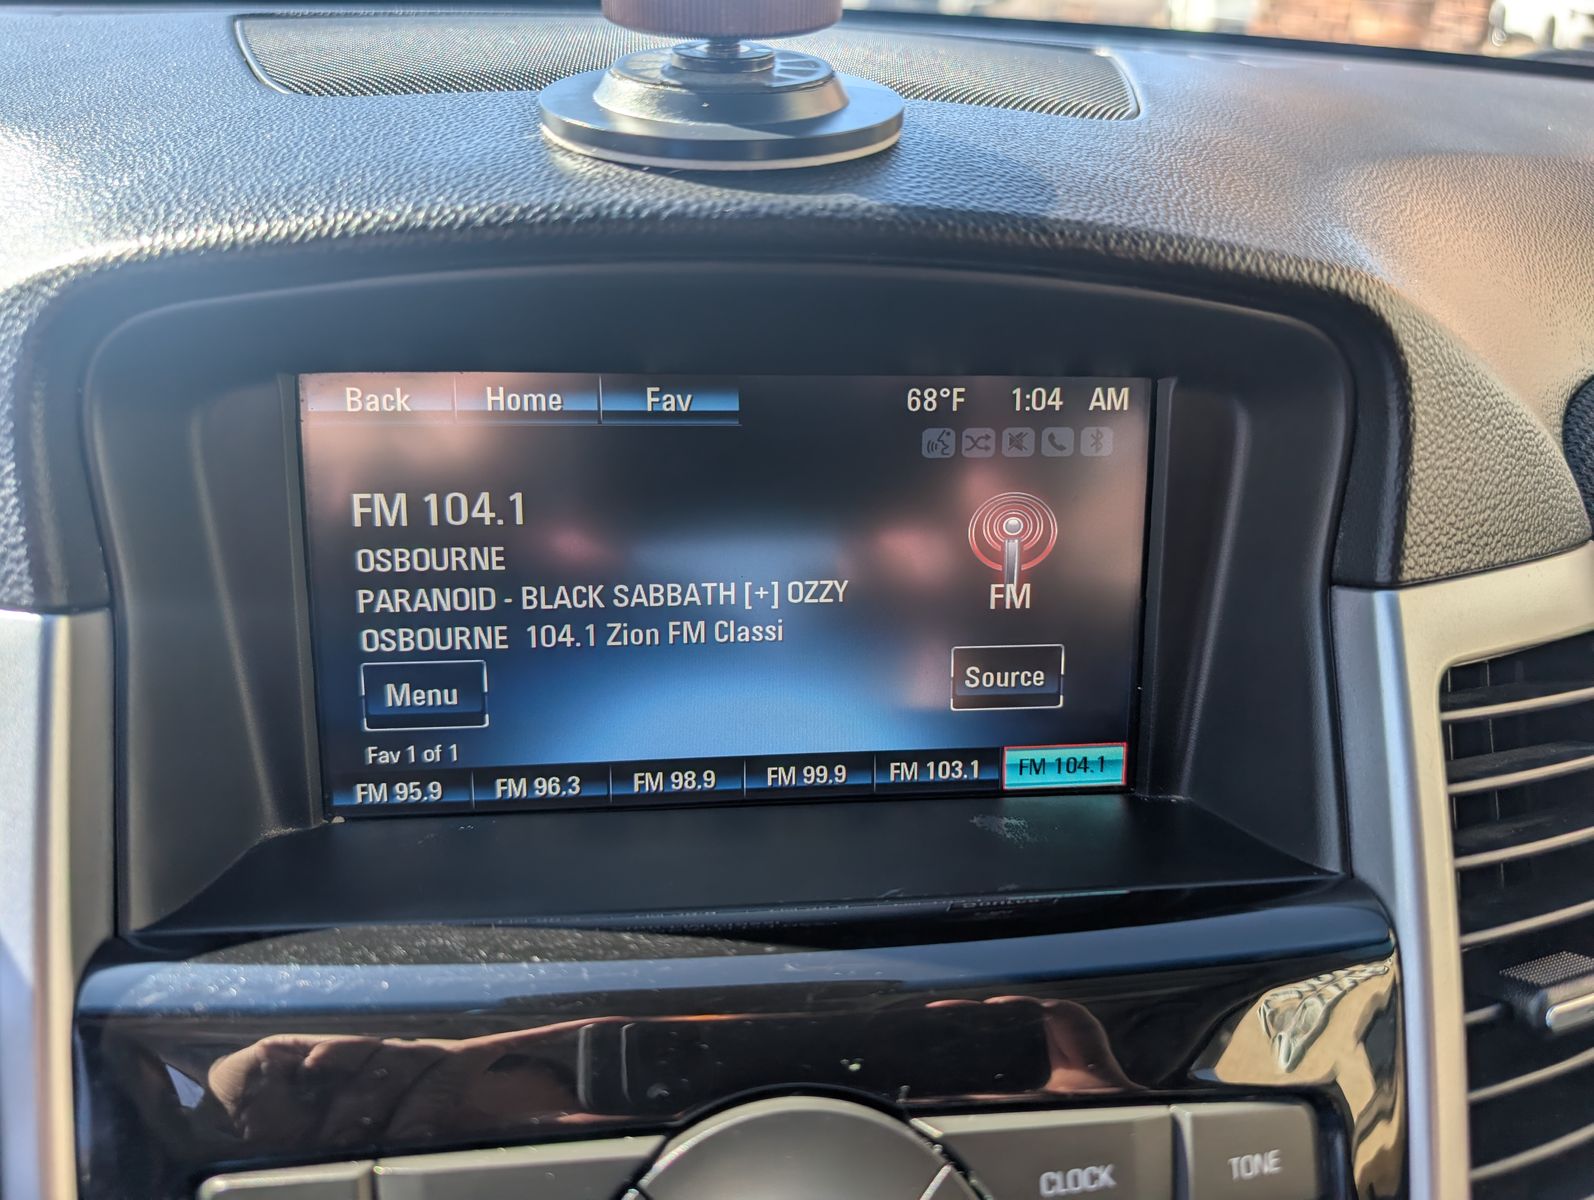 Back Home Fav 68°F 1:04 AM
FM 104.1
OSBOURNE
PARANOID - BLACK SABBATH [+] OZZY
OSBOURNE 104.1 Zion FM Classi
FM
Menu
Source
Fav 1 of 1
FM 95.9 FM 96.3 FM 98.9 FM 99.9 FM 103.1 FM 104.1
CLOCK
TONE